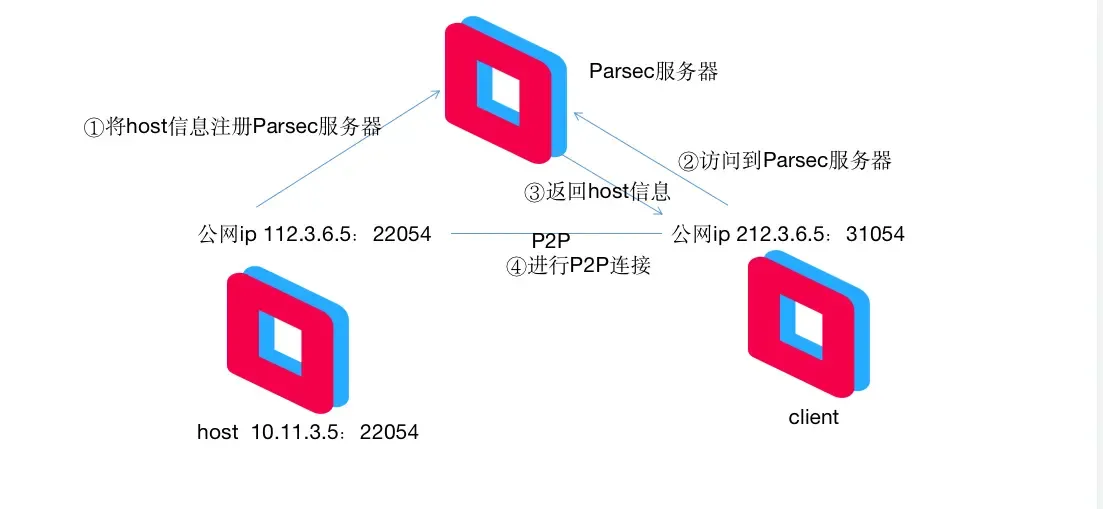 Parsec服务器
①将host信息注册Parsec服务器
②访问到Parsec服务器
③返回host信息
公网ip 112.3.6.5：22054
P2P
公网ip 212.3.6.5：31054
④进行P2P连接
client
host 10.11.3.5：22054